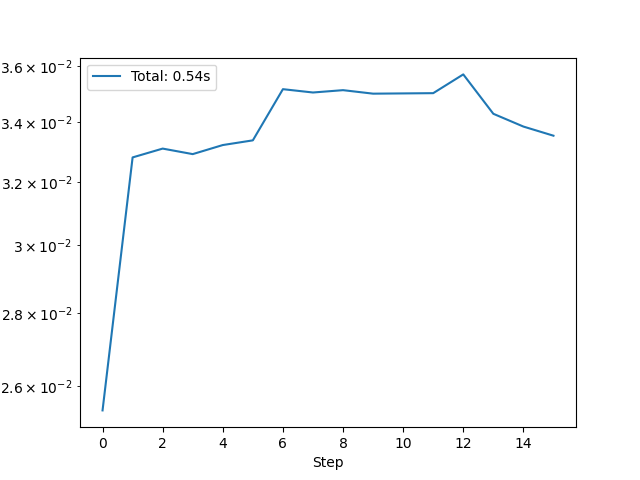 Total: 0.54s
3.6 × 10⁻²
3.4 × 10⁻²
3.2 × 10⁻²
3 × 10⁻²
2.8 × 10⁻²
2.6 × 10⁻²
0 2 4 6 8 10 12 14
Step